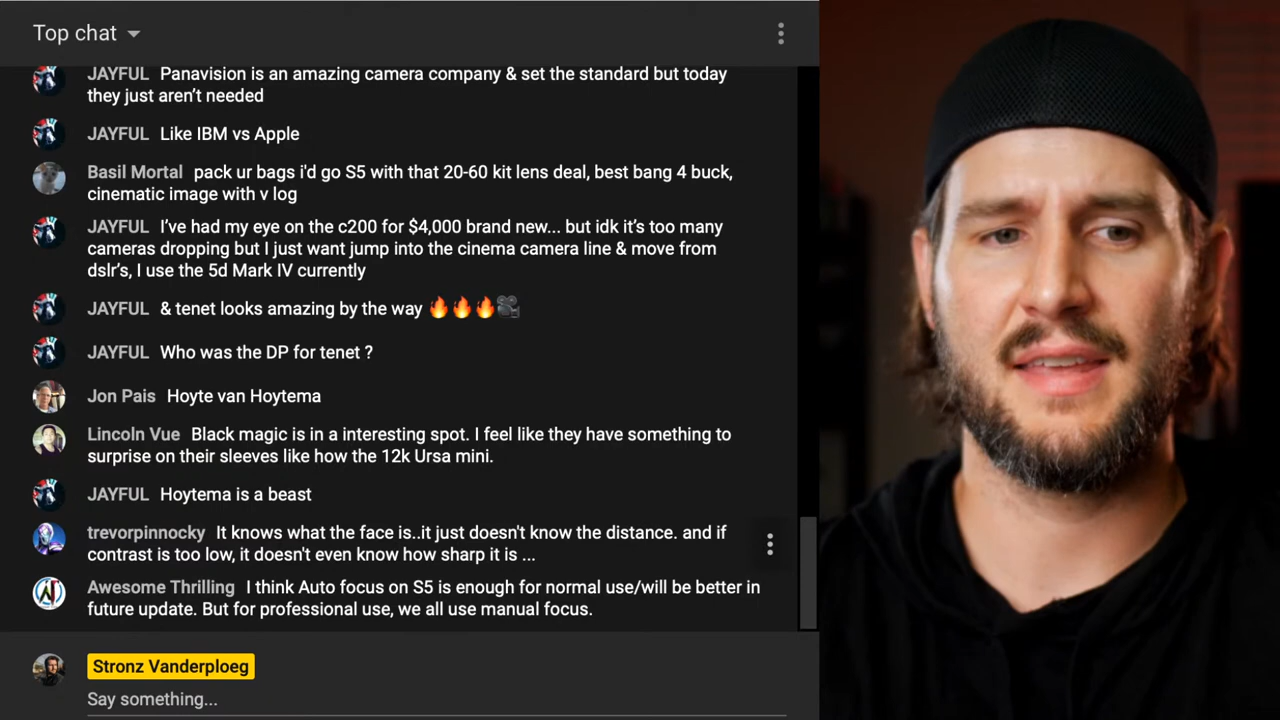 Top chat
JAYFUL Panavision is an amazing camera company & set the standard but today
they just aren’t needed
JAYFUL Like IBM vs Apple
Basil Mortal pack ur bags i'd go S5 with that 20-60 kit lens deal, best bang 4 buck,
cinematic image with v log
JAYFUL I’ve had my eye on the c200 for $4,000 brand new... but idk it’s too many
cameras dropping but I just want jump into the cinema camera line & move from
dslr’s, I use the 5d Mark IV currently
JAYFUL & tenet looks amazing by the way 🔥🔥🔥🎥
JAYFUL Who was the DP for tenet ?
Jon Pais Hoyte van Hoytema
Lincoln Vue Black magic is in a interesting spot. I feel like they have something to
surprise on their sleeves like how the 12k Ursa mini.
JAYFUL Hoytema is a beast
trevorpinnocky It knows what the face is..it just doesn't know the distance. and if
contrast is too low, it doesn't even know how sharp it is ...
Awesome Thrilling I think Auto focus on S5 is enough for normal use/will be better in
future update. But for professional use, we all use manual focus.
Stronz Vanderploeg
Say something...